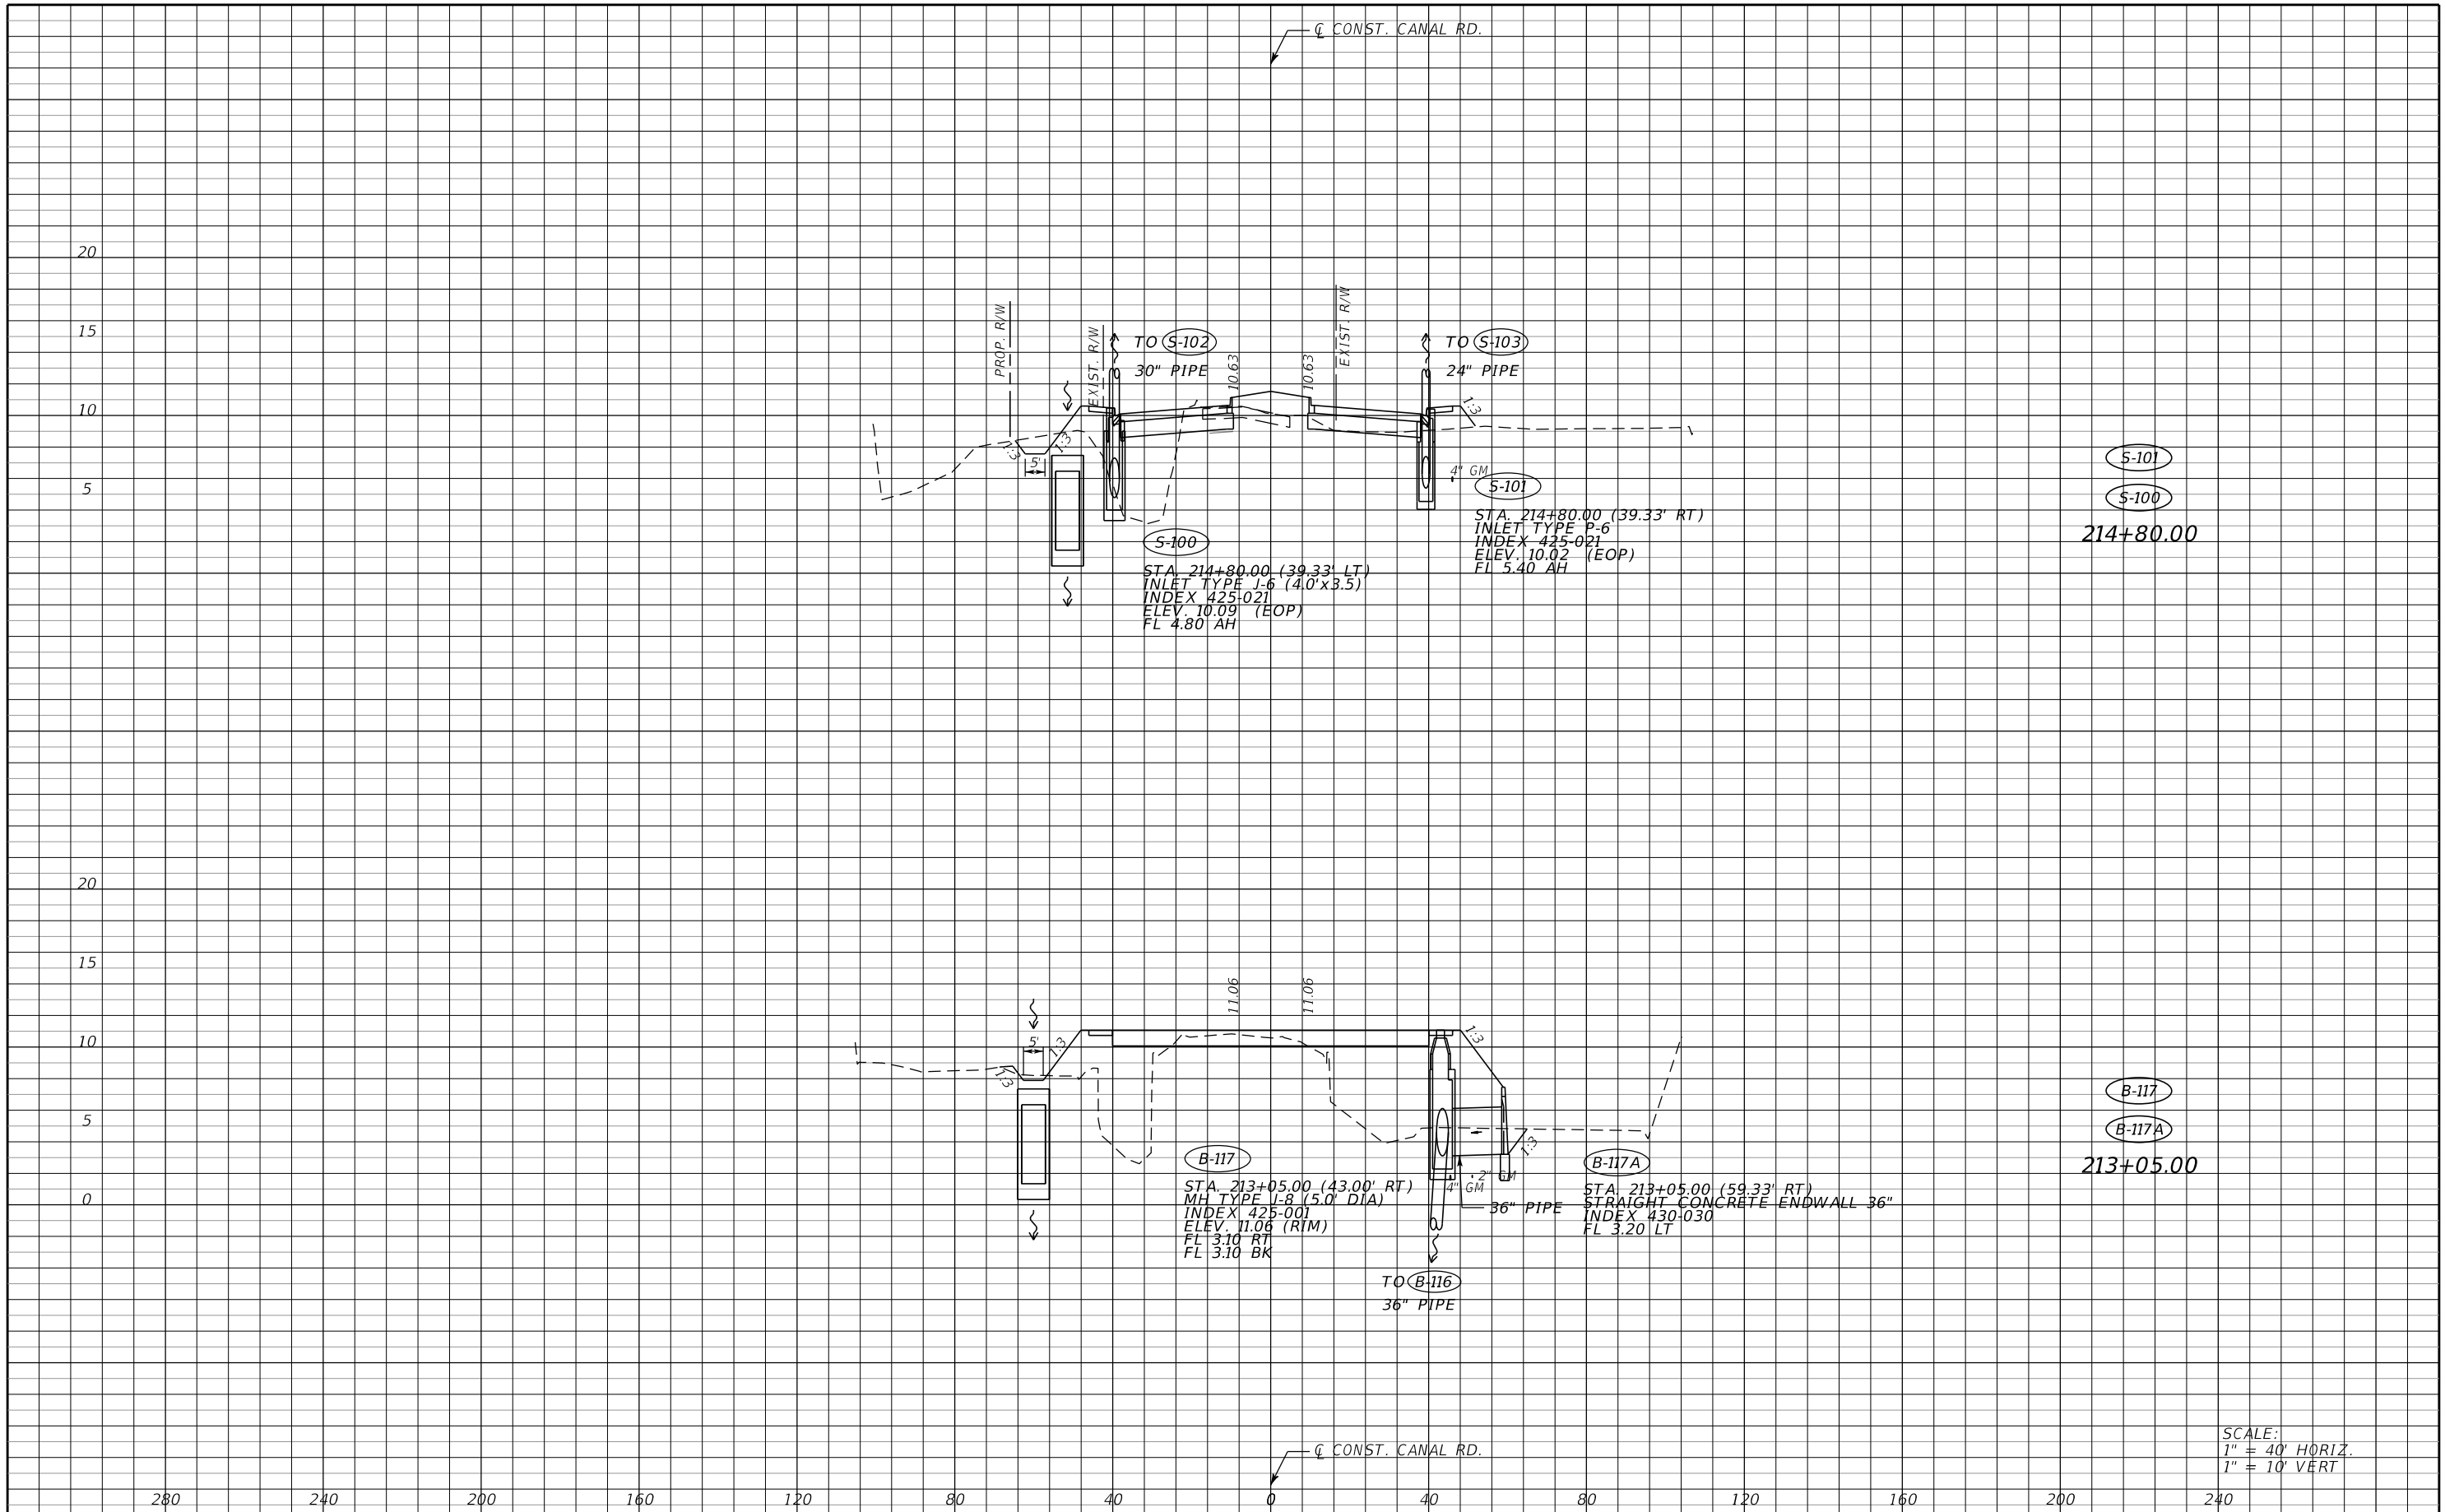 ℄ CONST. CANAL RD.
20
15
10
5
PROP. R/W
EXIST. R/W
TO S-102
30" PIPE
10.63
10.63
EXIST. R/W
TO S-103
24" PIPE
1:3
1:3
1:3
5'
4" GM
S-101
STA. 214+80.00 (39.33' RT)
INLET TYPE P-6
INDEX 425-021
ELEV. 10.02 (EOP)
FL 5.40 AH
S-100
STA. 214+80.00 (39.33' LT)
INLET TYPE J-6 (4.0'x3.5)
INDEX 425-021
ELEV. 10.09 (EOP)
FL 4.80 AH
S-101
S-100
214+80.00
20
15
10
5
0
11.06
11.06
5'
1:3
1:3
1:3
1:3
B-117
STA. 213+05.00 (43.00' RT)
MH TYPE J-8 (5.0' DIA)
INDEX 425-001
ELEV. 11.06 (RIM)
FL 3.10 RT
FL 3.10 BK
2" GM
4" GM
36" PIPE
B-117A
STA. 213+05.00 (59.33' RT)
STRAIGHT CONCRETE ENDWALL 36"
INDEX 430-030
FL 3.20 LT
TO B-116
36" PIPE
B-117
B-117A
213+05.00
℄ CONST. CANAL RD.
SCALE:
1" = 40' HORIZ.
1" = 10' VERT
280 240 200 160 120 80 40 0 40 80 120 160 200 240